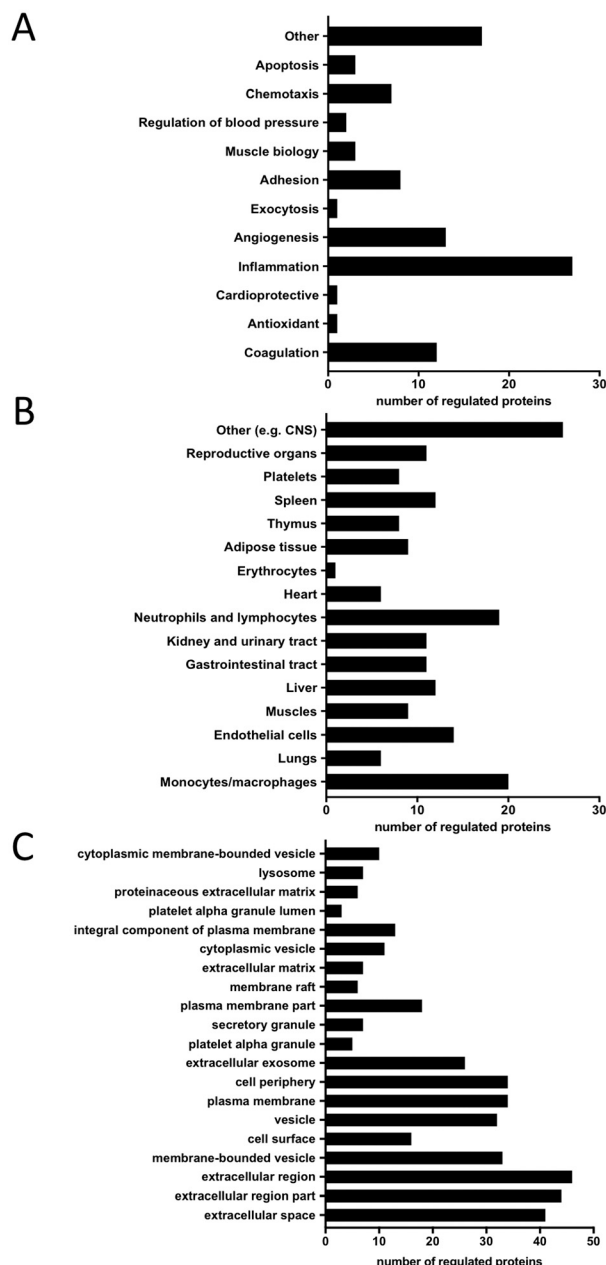 A
Other
Apoptosis
Chemotaxis
Regulation of blood pressure
Muscle biology
Adhesion
Exocytosis
Angiogenesis
Inflammation
Cardioprotective
Antioxidant
Coagulation
0 10 20 30
number of regulated proteins
B
Other (e.g. CNS)
Reproductive organs
Platelets
Spleen
Thymus
Adipose tissue
Erythrocytes
Heart
Neutrophils and lymphocytes
Kidney and urinary tract
Gastrointestinal tract
Liver
Muscles
Endothelial cells
Lungs
Monocytes/macrophages
0 10 20 30
number of regulated proteins
C
cytoplasmic membrane-bounded vesicle
lysosome
proteinaceous extracellular matrix
platelet alpha granule lumen
integral component of plasma membrane
cytoplasmic vesicle
extracellular matrix
membrane raft
plasma membrane part
secretory granule
platelet alpha granule
extracellular exosome
cell periphery
plasma membrane
vesicle
cell surface
membrane-bounded vesicle
extracellular region
extracellular region part
extracellular space
0 10 20 30 40 50
number of regulated proteins